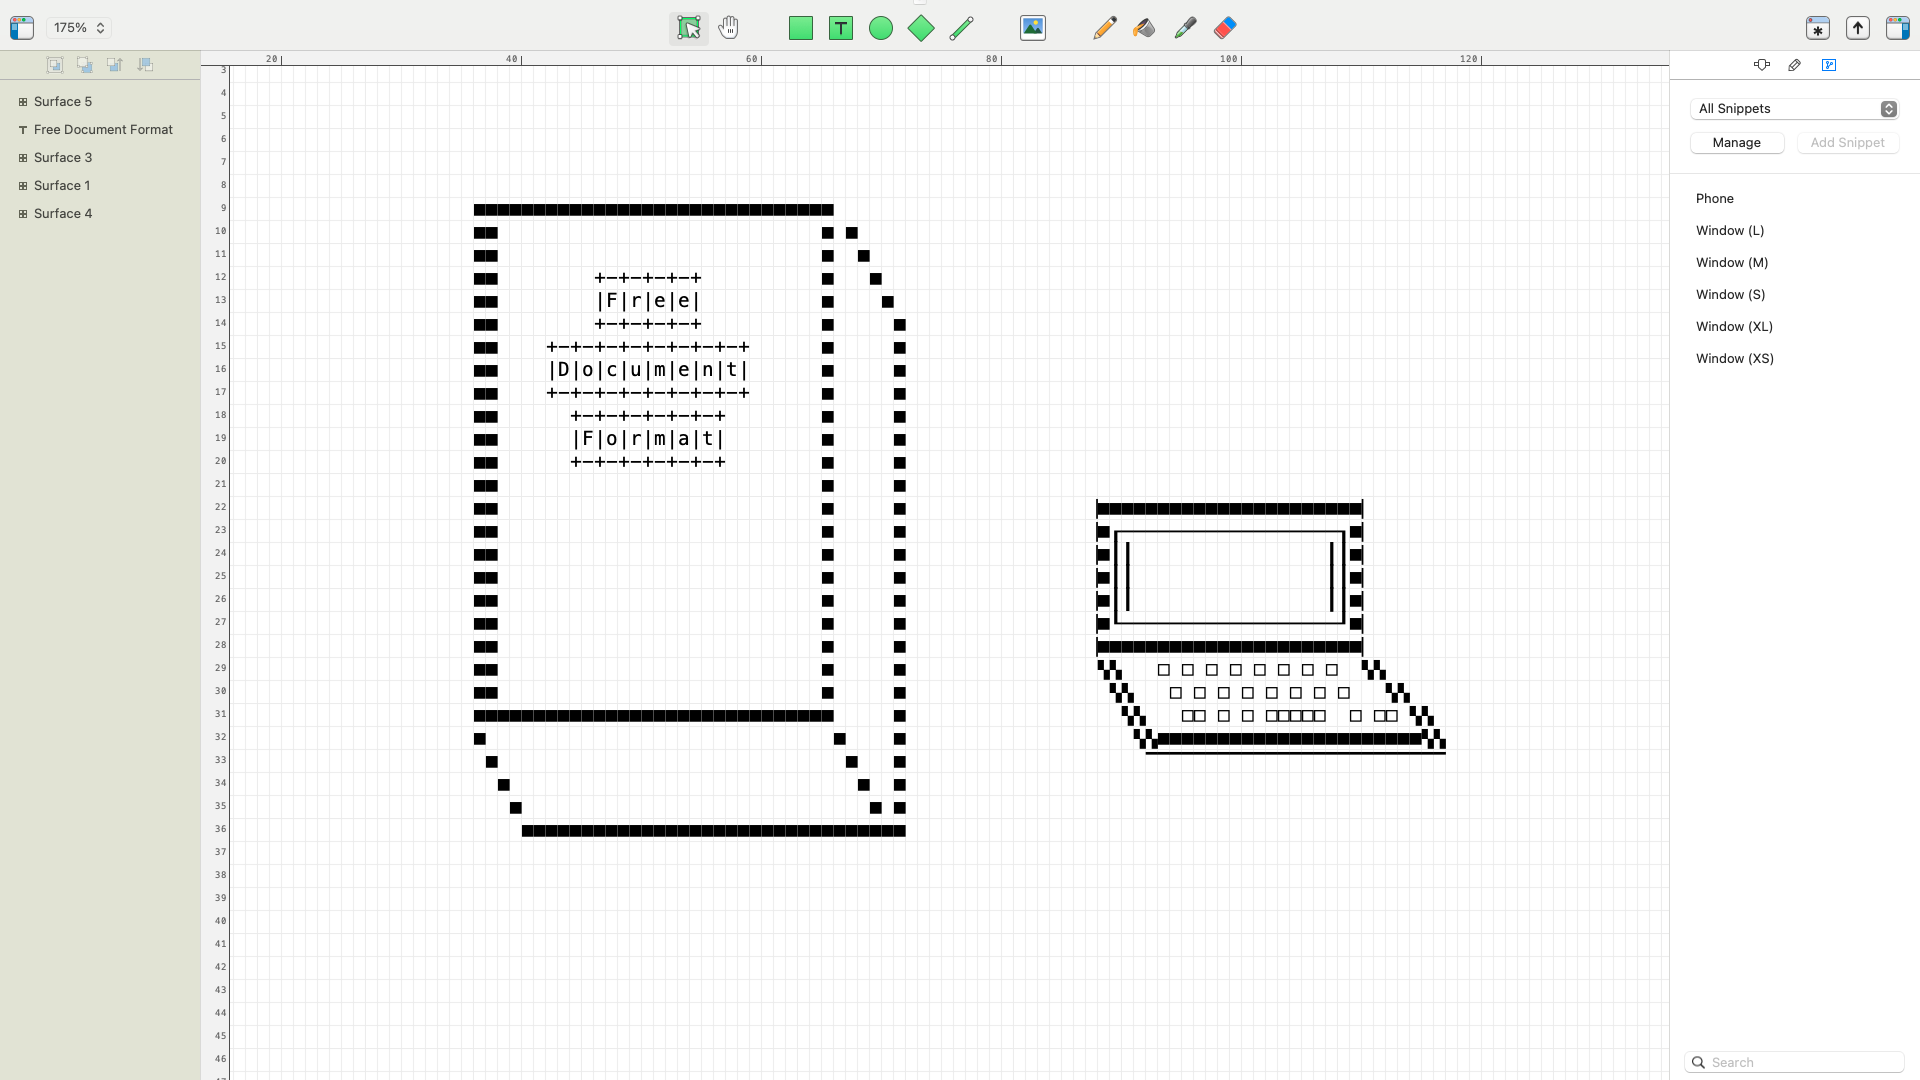 175%
T
20 40 60 80 100 120
Surface 5
Free Document Format
Surface 3
Surface 1
Surface 4
3
4
5
6
7
8
9
10
11
12
13
14
15
16
17
18
19
20
21
22
23
24
25
26
27
28
29
30
31
32
33
34
35
36
37
38
39
40
41
42
43
44
45
46
+-+-+-+-+
|F|r|e|e|
+-+-+-+-+
+-+-+-+-+-+-+-+-+
|D|o|c|u|m|e|n|t|
+-+-+-+-+-+-+-+-+
+-+-+-+-+-+-+
|F|o|r|m|a|t|
+-+-+-+-+-+-+
All Snippets
Manage Add Snippet
Phone
Window (L)
Window (M)
Window (S)
Window (XL)
Window (XS)
Search